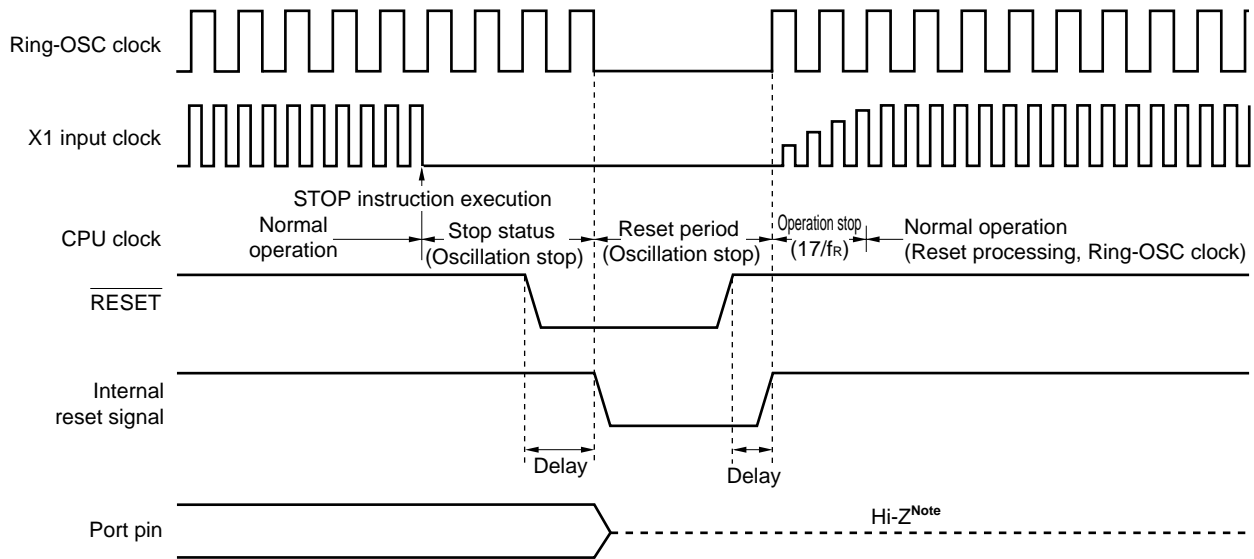 Ring-OSC clock
X1 input clock
STOP instruction execution
CPU clock
Normal
operation
Stop status
(Oscillation stop)
Reset period
(Oscillation stop)
Operation stop
(17/fR)
Normal operation
(Reset processing, Ring-OSC clock)
RESET
Internal
reset signal
Delay
Delay
Port pin
Hi-ZNote